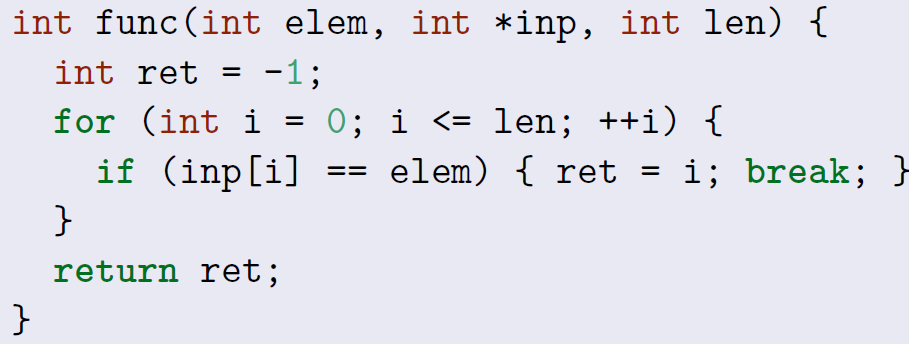 int func(int elem, int *inp, int len) {
  int ret = -1;
  for (int i = 0; i <= len; ++i) {
    if (inp[i] == elem) { ret = i; break; }
  }
  return ret;
}